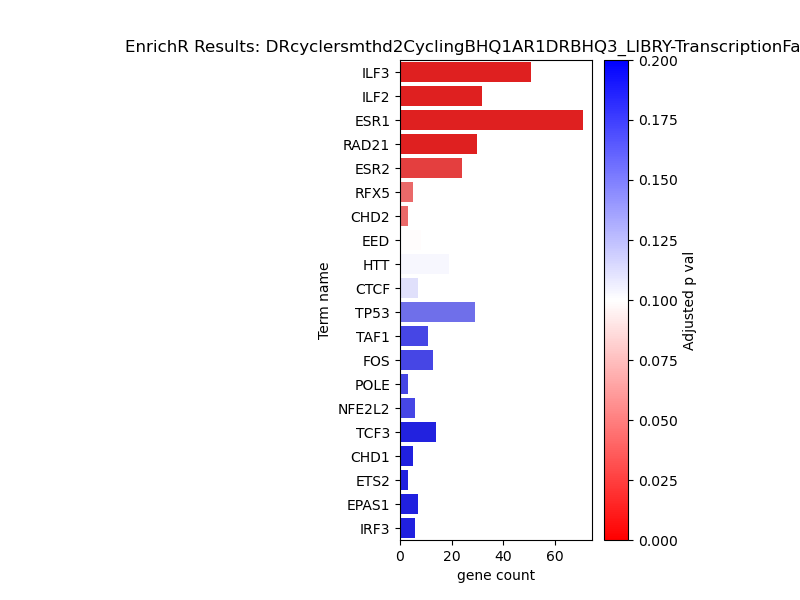 EnrichR Results: DRcyclersmthd2CyclingBHQ1AR1DRBHQ3_LIBRY-TranscriptionFa
ILF3
ILF2
ESR1
RAD21
ESR2
RFX5
CHD2
EED
HTT
CTCF
TP53
TAF1
FOS
POLE
NFE2L2
TCF3
CHD1
ETS2
EPAS1
IRF3
Term name
0 20 40 60
gene count
0.200
0.175
0.150
0.125
0.100
0.075
0.050
0.025
0.000
Adjusted p val